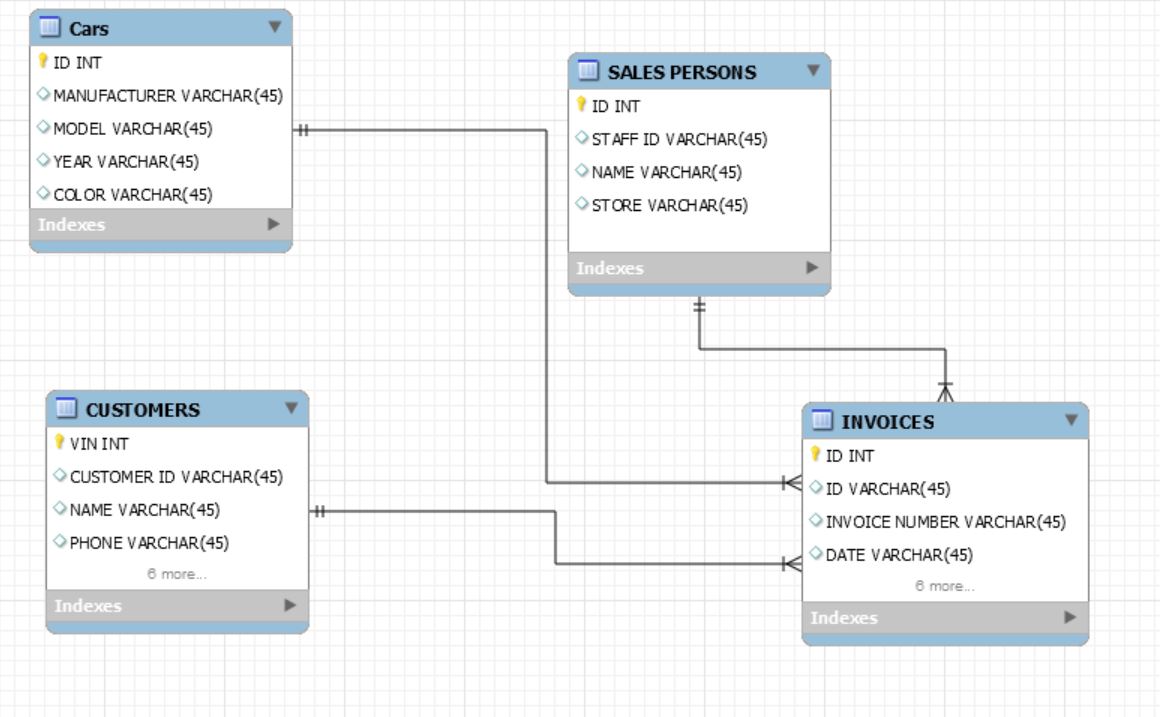 Cars
ID INT
MANUFACTURER VARCHAR(45)
MODEL VARCHAR(45)
YEAR VARCHAR(45)
COLOR VARCHAR(45)
Indexes
SALES PERSONS
ID INT
STAFF ID VARCHAR(45)
NAME VARCHAR(45)
STORE VARCHAR(45)
Indexes
CUSTOMERS
VIN INT
CUSTOMER ID VARCHAR(45)
NAME VARCHAR(45)
PHONE VARCHAR(45)
6 more...
Indexes
INVOICES
ID INT
ID VARCHAR(45)
INVOICE NUMBER VARCHAR(45)
DATE VARCHAR(45)
6 more...
Indexes